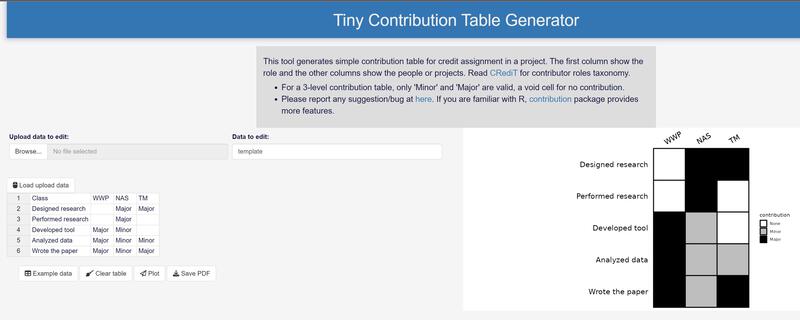 Tiny Contribution Table Generator
This tool generates simple contribution table for credit assignment in a project. The first column show the
role and the other columns show the people or projects. Read CRediT for contributor roles taxonomy.
• For a 3-level contribution table, only 'Minor' and 'Major' are valid, a void cell for no contribution.
• Please report any suggestion/bug at here. If you are familiar with R, contribution package provides
more features.
Upload data to edit:
Browse... No file selected
Data to edit:
template
Load upload data
1 Class WWP NAS TM
2 Designed research Major Major
3 Performed research Major
4 Developed tool Major Minor
5 Analyzed data Major Minor Minor
6 Wrote the paper Major Minor Major
Example data Clear table Plot Save PDF
WWP NAS TM
Designed research
Performed research
Developed tool
Analyzed data
Wrote the paper
contribution
None
Minor
Major